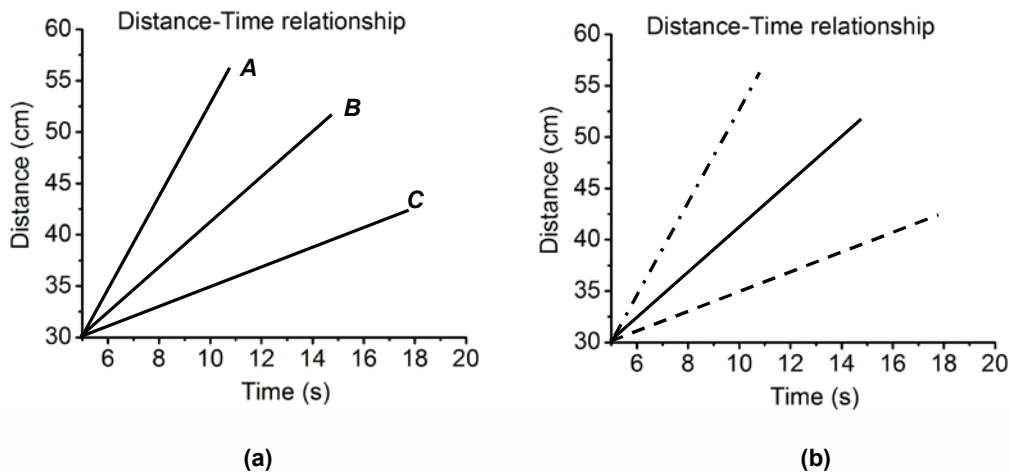 Distance-Time relationship
60
55
50
45
40
35
30
Distance (cm)
A
B
C
6 8 10 12 14 16 18 20
Time (s)
(a)
Distance-Time relationship
60
55
50
45
40
35
30
Distance (cm)
6 8 10 12 14 16 18 20
Time (s)
(b)